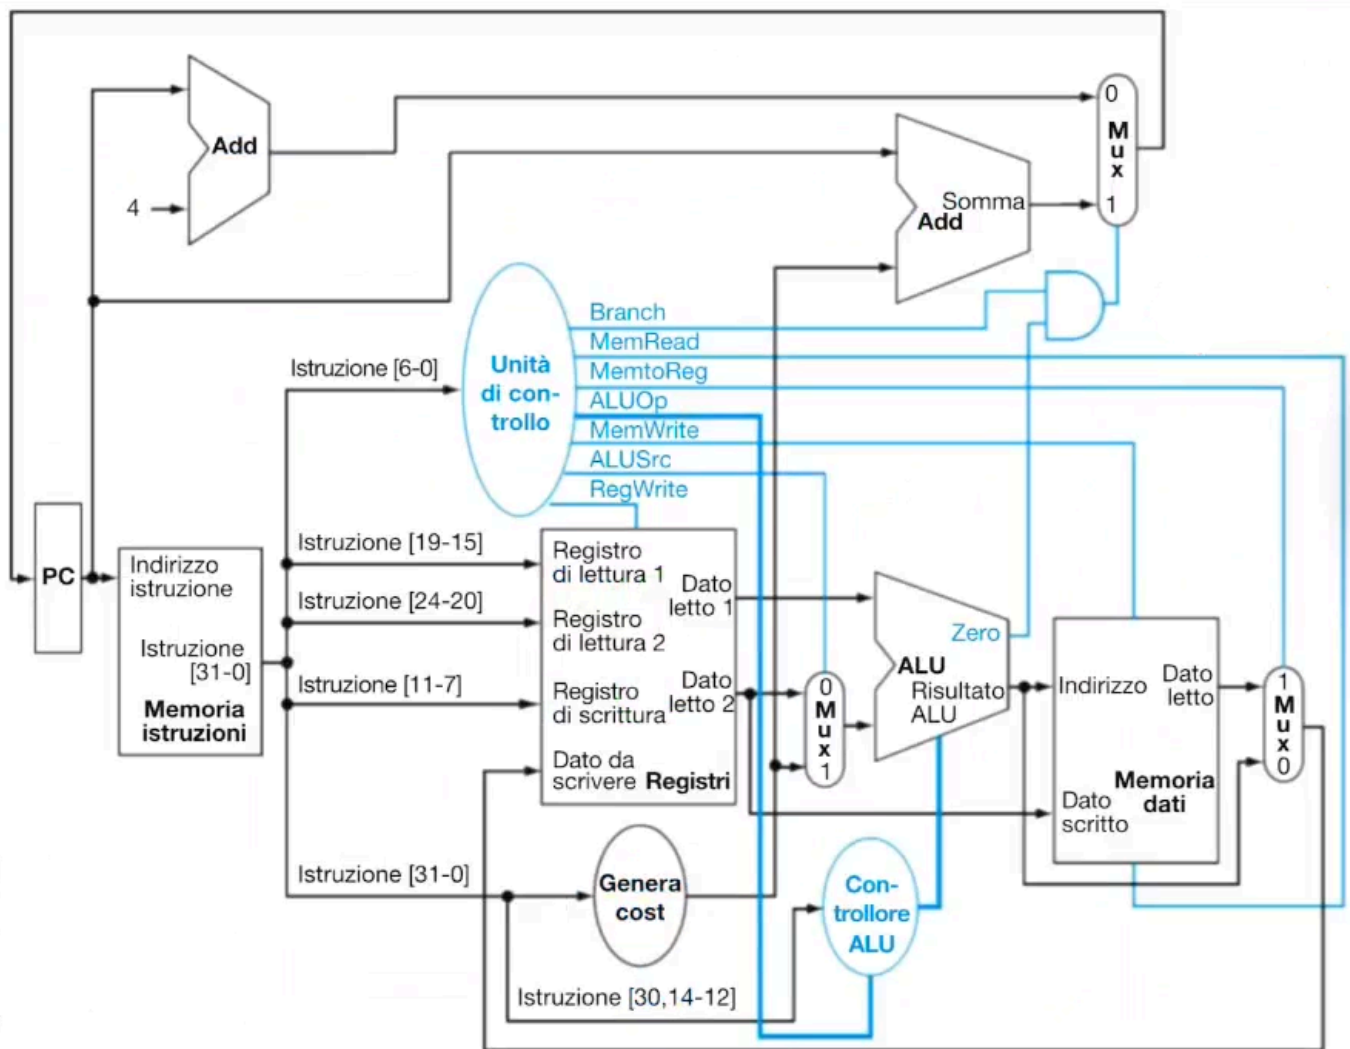 0
Mux
1
Add
4
Somma
Add
Branch
MemRead
MemtoReg
ALUOp
MemWrite
ALUSrc
RegWrite
Unità
di con-
trollo
Istruzione [6-0]
PC
Indirizzo
istruzione
Istruzione
[31-0]
Memoria
istruzioni
Istruzione [19-15]
Istruzione [24-20]
Istruzione [11-7]
Istruzione [31-0]
Registro
di lettura 1
Registro
di lettura 2
Registro
di scrittura
Dato da
scrivere
Registri
Dato
letto 1
Dato
letto 2
0
Mux
1
Zero
ALU
Risultato
ALU
Indirizzo
Dato
letto
Memoria
dati
Dato
scritto
1
Mux
0
Genera
cost
Con-
trollore
ALU
Istruzione [30,14-12]